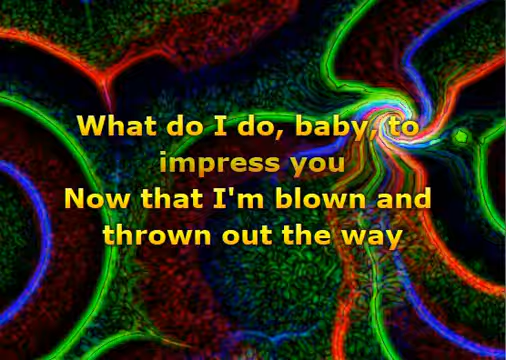 What do I do, baby, to
impress you
Now that I'm blown and
thrown out the way